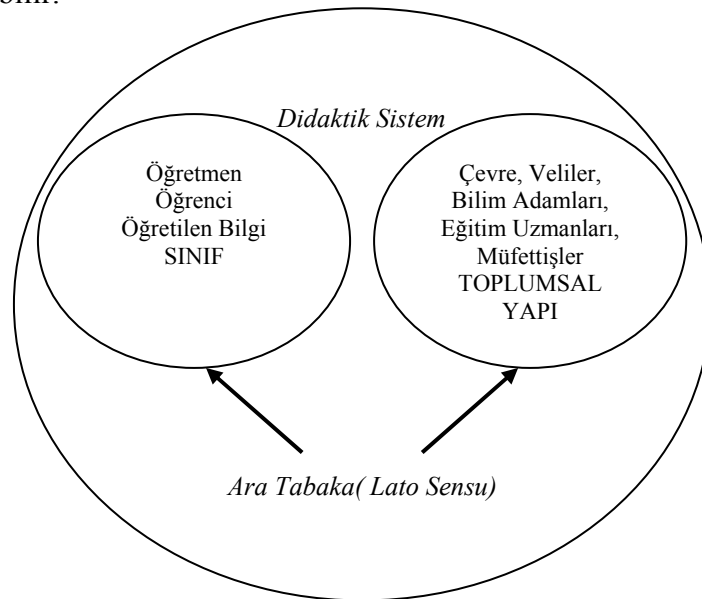 Didaktik Sistem
Öğretmen
Öğrenci
Öğretilen Bilgi
SINIF
Çevre, Veliler,
Bilim Adamları,
Eğitim Uzmanları,
Müfettişler
TOPLUMSAL
YAPI
Ara Tabaka( Lato Sensu)